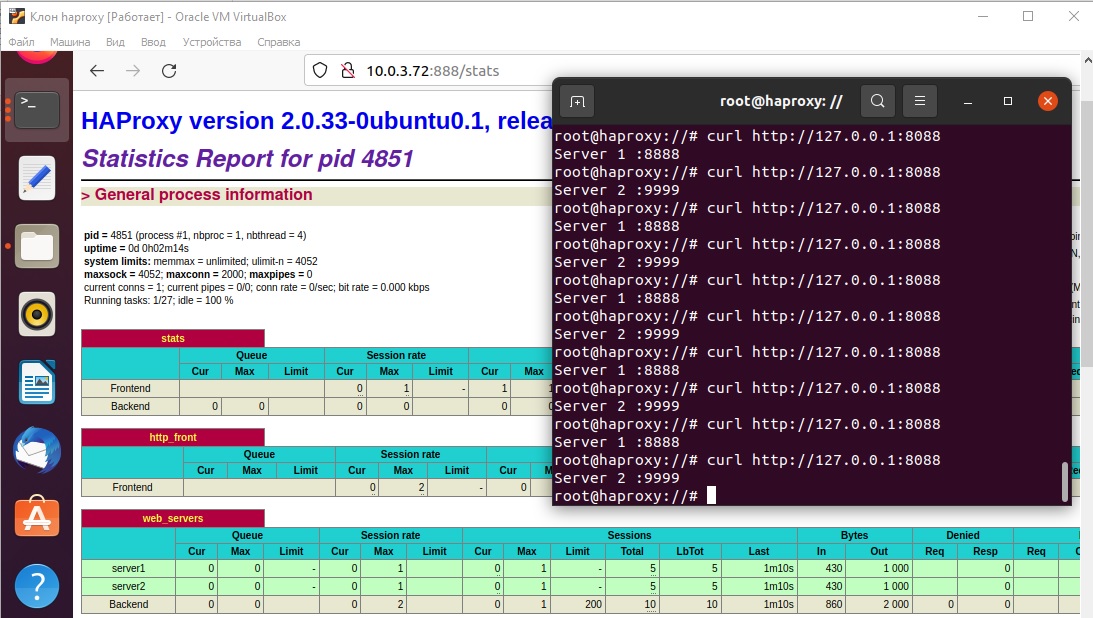 Клон haproxy [Работает] - Oracle VM VirtualBox
Файл Машина Вид Ввод Устройства Справка
10.0.3.72:888/stats
HAProxy version 2.0.33-0ubuntu0.1, relea
Statistics Report for pid 4851
> General process information
pid = 4851 (process #1, nbproc = 1, nbthread = 4)
uptime = 0d 0h02m14s
system limits: memmax = unlimited; ulimit-n = 4052
maxsock = 4052; maxconn = 2000; maxpipes = 0
current conns = 1; current pipes = 0/0; conn rate = 0/sec; bit rate = 0.000 kbps
Running tasks: 1/27; idle = 100 %
root@haproxy: //
root@haproxy://# curl http://127.0.0.1:8088
Server 1 :8888
root@haproxy://# curl http://127.0.0.1:8088
Server 2 :9999
root@haproxy://# curl http://127.0.0.1:8088
Server 1 :8888
root@haproxy://# curl http://127.0.0.1:8088
Server 2 :9999
root@haproxy://# curl http://127.0.0.1:8088
Server 1 :8888
root@haproxy://# curl http://127.0.0.1:8088
Server 2 :9999
root@haproxy://# curl http://127.0.0.1:8088
Server 1 :8888
root@haproxy://# curl http://127.0.0.1:8088
Server 2 :9999
root@haproxy://# curl http://127.0.0.1:8088
Server 1 :8888
root@haproxy://# curl http://127.0.0.1:8088
Server 2 :9999
root@haproxy://#
stats
Queue Session rate
Cur Max Limit Cur Max Limit Cur Max
Frontend 0 1 - 1
Backend 0 0 0 0 0
http_front
Queue Session rate
Cur Max Limit Cur Max Limit Cur
Frontend 0 2 - 0
web_servers
Queue Session rate Sessions Bytes Denied
Cur Max Limit Cur Max Limit Cur Max Limit Total LbTot Last In Out Req Resp Req
server1 0 0 - 0 1 0 1 - 5 5 1m10s 430 1 000 0
server2 0 0 - 0 1 0 1 - 5 5 1m10s 430 1 000 0
Backend 0 0 0 2 0 1 200 10 10 1m10s 860 2 000 0 0